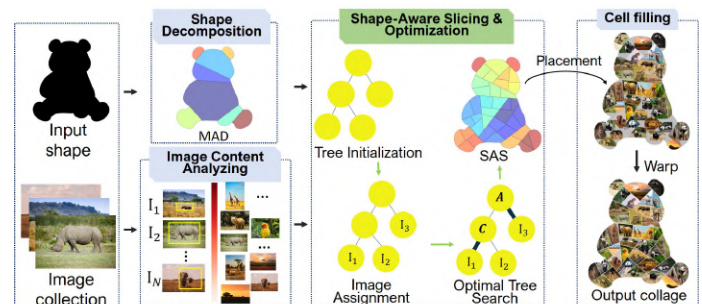 Shape
Decomposition
Shape-Aware Slicing &
Optimization
Cell filling
Input
shape
MAD
Tree Initialization
SAS
Placement
Warp
Image Content
Analyzing
I1
I2
IN
...
...
I3
I1
I2
A
C
I3
I1
I2
Image
collection
Image
Assignment
Optimal Tree
Search
Output collage